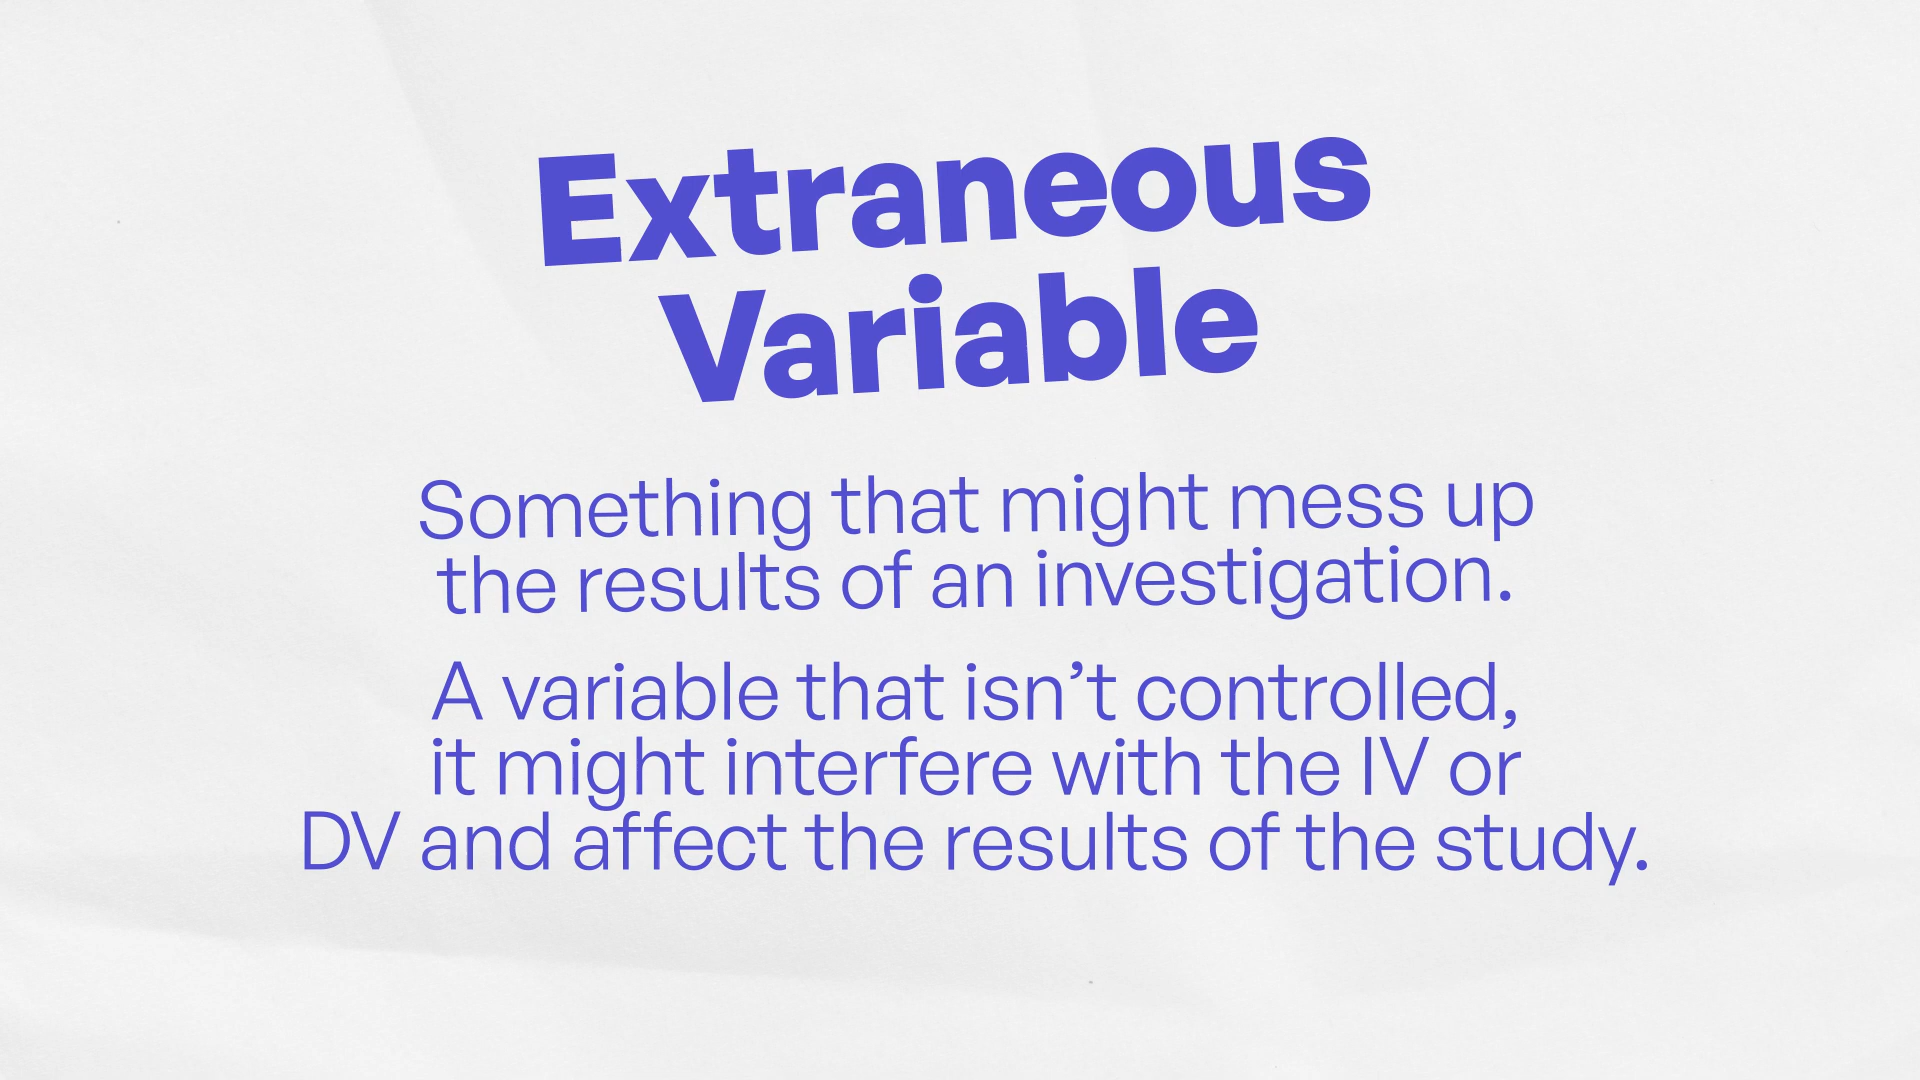 Extraneous
Variable
Something that might mess up
the results of an investigation.
A variable that isn’t controlled,
it might interfere with the IV or
DV and affect the results of the study.